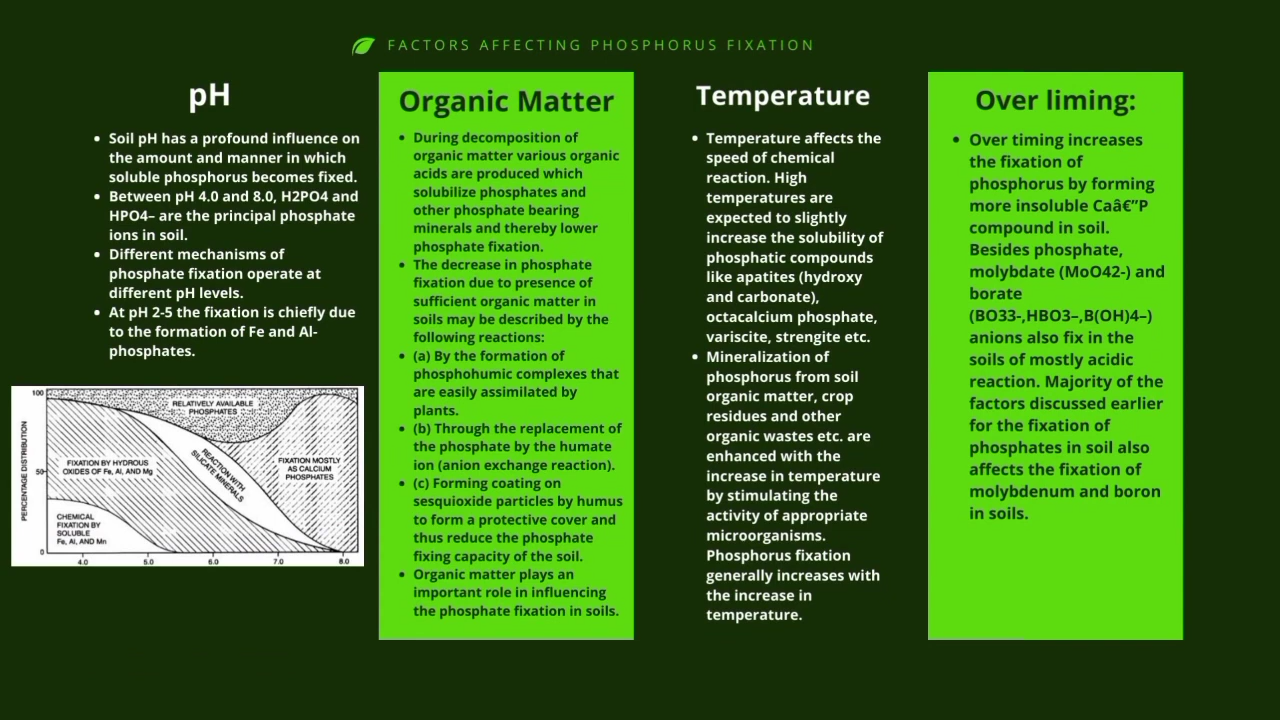 FACTORS AFFECTING PHOSPHORUS FIXATION
pH
• Soil pH has a profound influence on
the amount and manner in which
soluble phosphorus becomes fixed.
• Between pH 4.0 and 8.0, H2PO4 and
HPO4– are the principal phosphate
ions in soil.
• Different mechanisms of
phosphate fixation operate at
different pH levels.
• At pH 2-5 the fixation is chiefly due
to the formation of Fe and Al-
phosphates.
PERCENTAGE DISTRIBUTION
100
50
0
RELATIVELY AVAILABLE
PHOSPHATES
FIXATION BY HYDROUS
OXIDES OF Fe, Al, AND Mg
REACTION WITH
SILICATE MINERALS
FIXATION MOSTLY
AS CALCIUM
PHOSPHATES
CHEMICAL
FIXATION BY
SOLUBLE
Fe, Al, AND Mn
4.0 5.0 6.0 7.0 8.0
Organic Matter
• During decomposition of
organic matter various organic
acids are produced which
solubilize phosphates and
other phosphate bearing
minerals and thereby lower
phosphate fixation.
• The decrease in phosphate
fixation due to presence of
sufficient organic matter in
soils may be described by the
following reactions:
• (a) By the formation of
phosphohumic complexes that
are easily assimilated by
plants.
• (b) Through the replacement of
the phosphate by the humate
ion (anion exchange reaction).
• (c) Forming coating on
sesquioxide particles by humus
to form a protective cover and
thus reduce the phosphate
fixing capacity of the soil.
• Organic matter plays an
important role in influencing
the phosphate fixation in soils.
Temperature
• Temperature affects the
speed of chemical
reaction. High
temperatures are
expected to slightly
increase the solubility of
phosphatic compounds
like apatites (hydroxy
and carbonate),
octacalcium phosphate,
variscite, strengite etc.
• Mineralization of
phosphorus from soil
organic matter, crop
residues and other
organic wastes etc. are
enhanced with the
increase in temperature
by stimulating the
activity of appropriate
microorganisms.
Phosphorus fixation
generally increases with
the increase in
temperature.
Over liming:
• Over timing increases
the fixation of
phosphorus by forming
more insoluble Caâ€”P
compound in soil.
Besides phosphate,
molybdate (MoO42-) and
borate
(BO33-,HBO3–,B(OH)4–)
anions also fix in the
soils of mostly acidic
reaction. Majority of the
factors discussed earlier
for the fixation of
phosphates in soil also
affects the fixation of
molybdenum and boron
in soils.